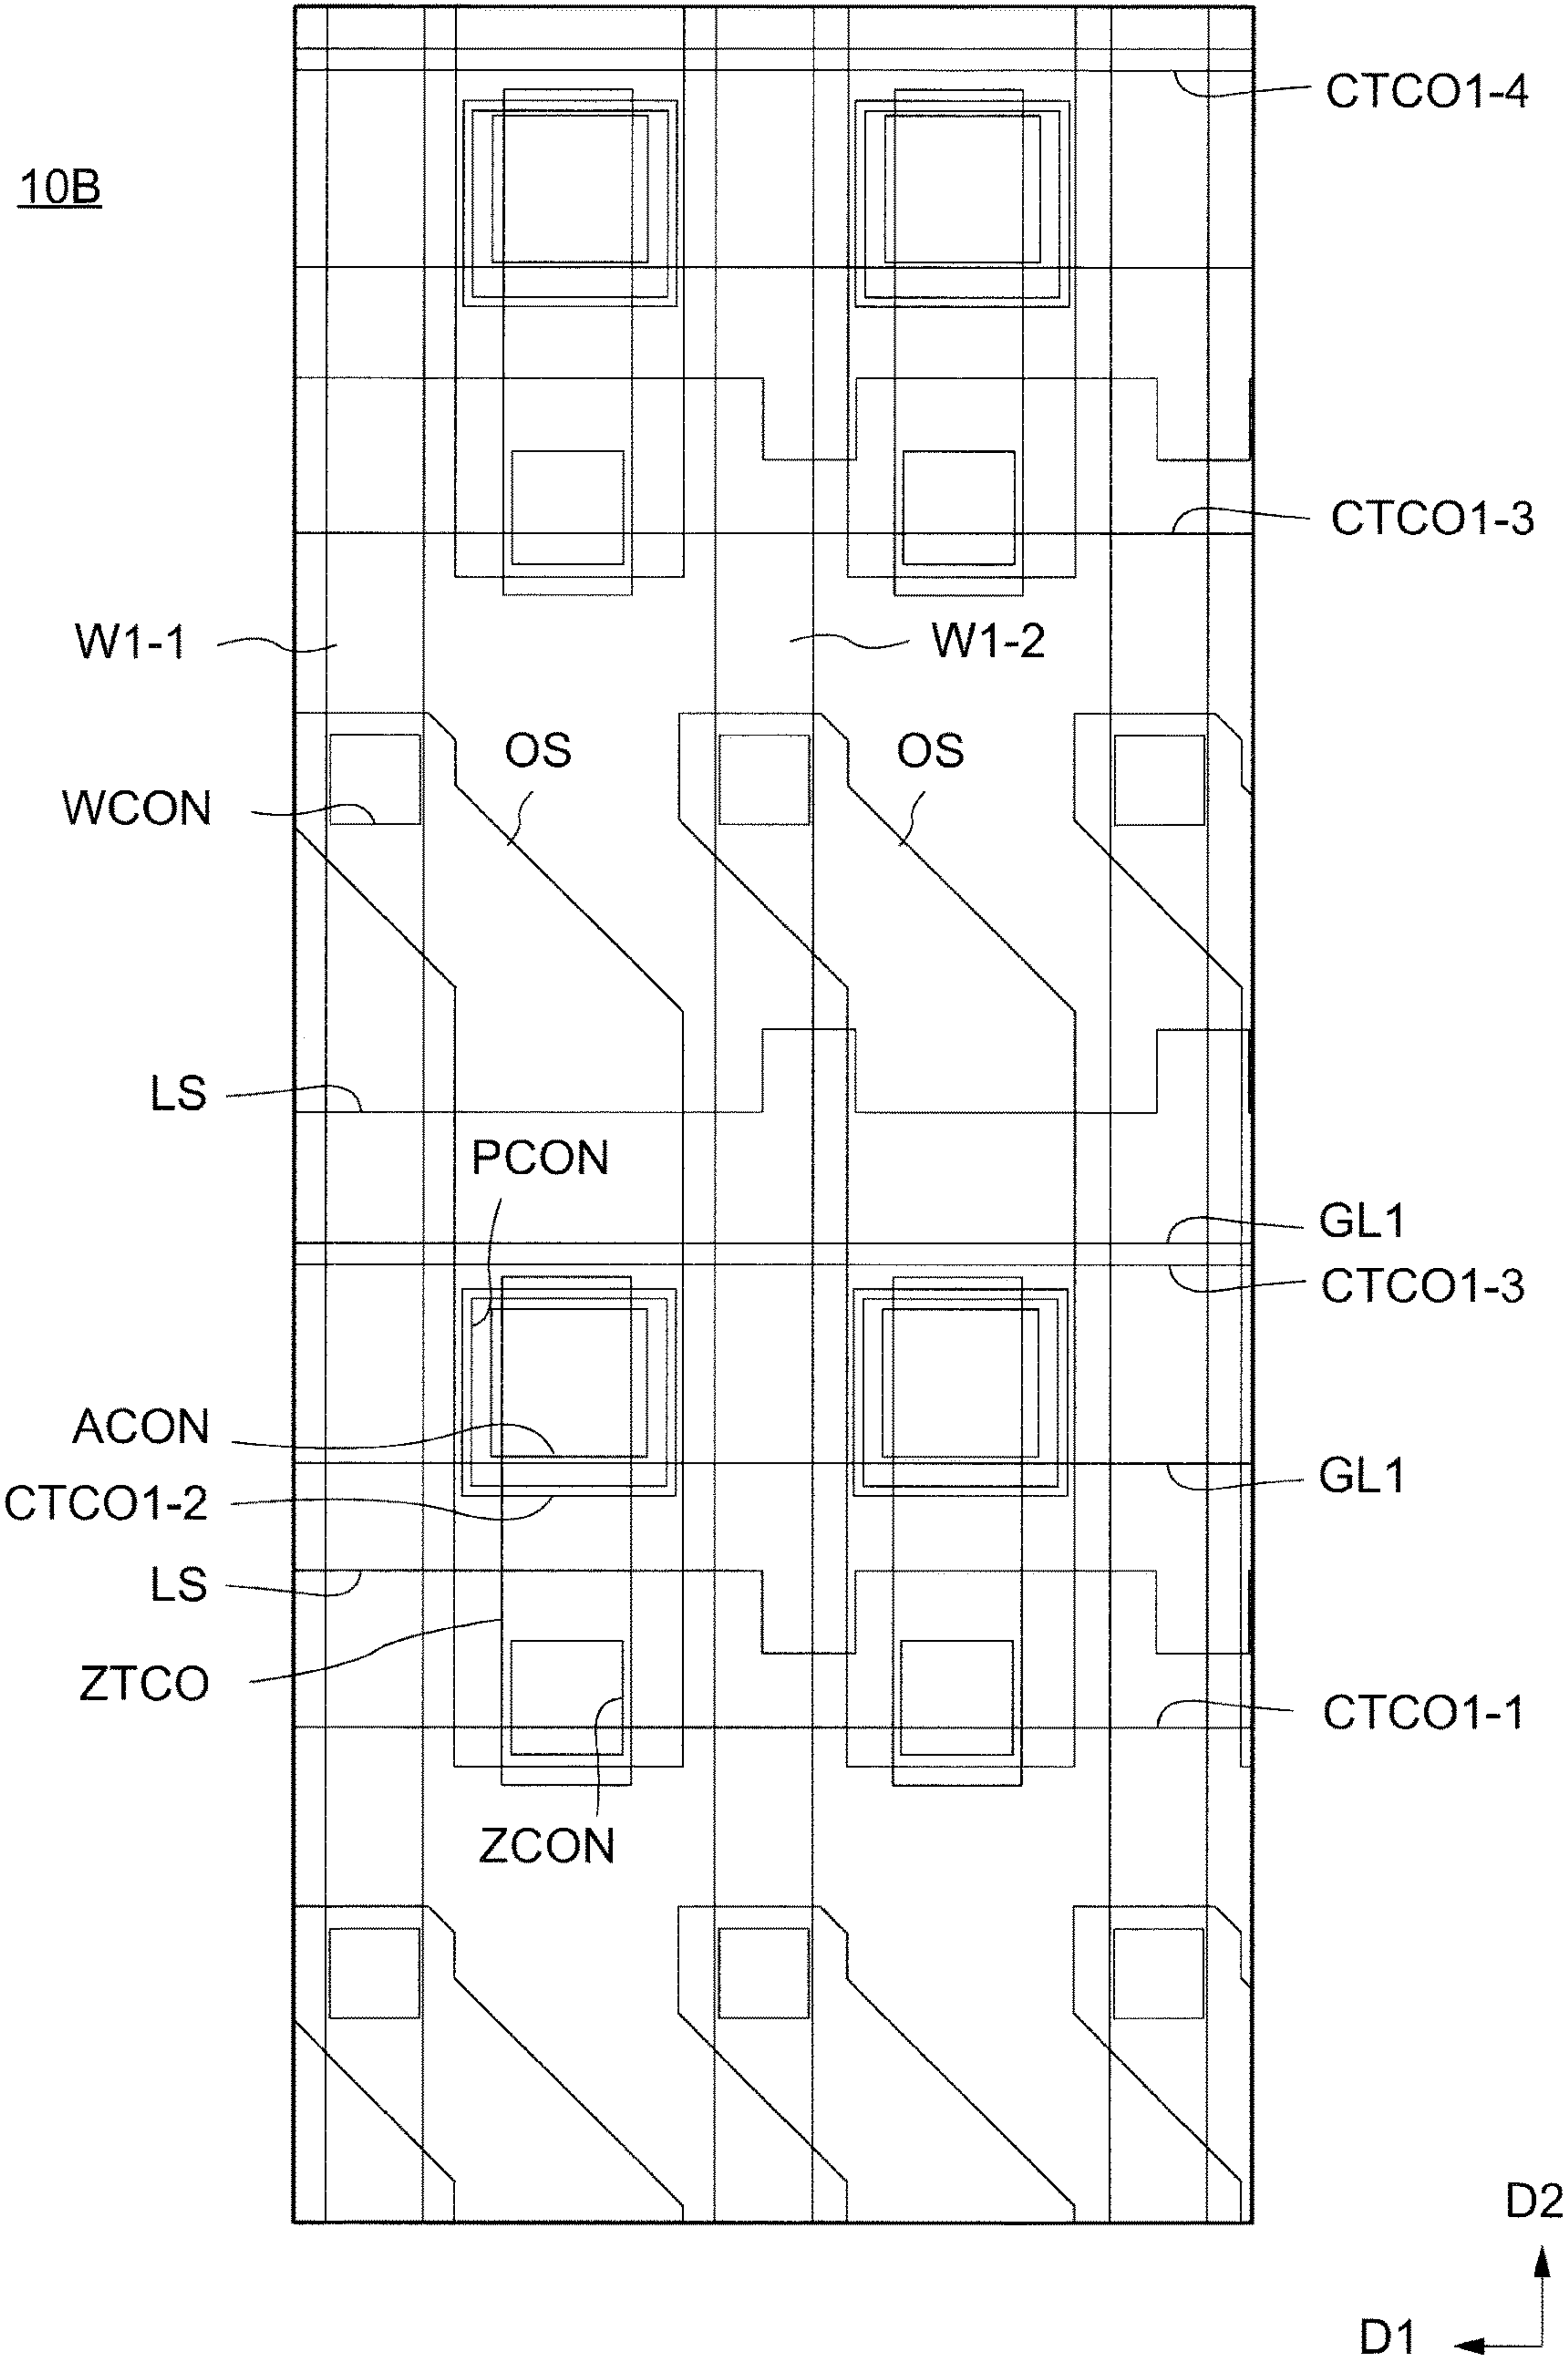 CTCO1-4
10B
CTCO1-3
W1-1
W1-2
OS
OS
WCON
LS
PCON
GL1
CTCO1-3
ACON
GL1
CTCO1-2
LS
ZTCO
CTCO1-1
ZCON
D2
D1